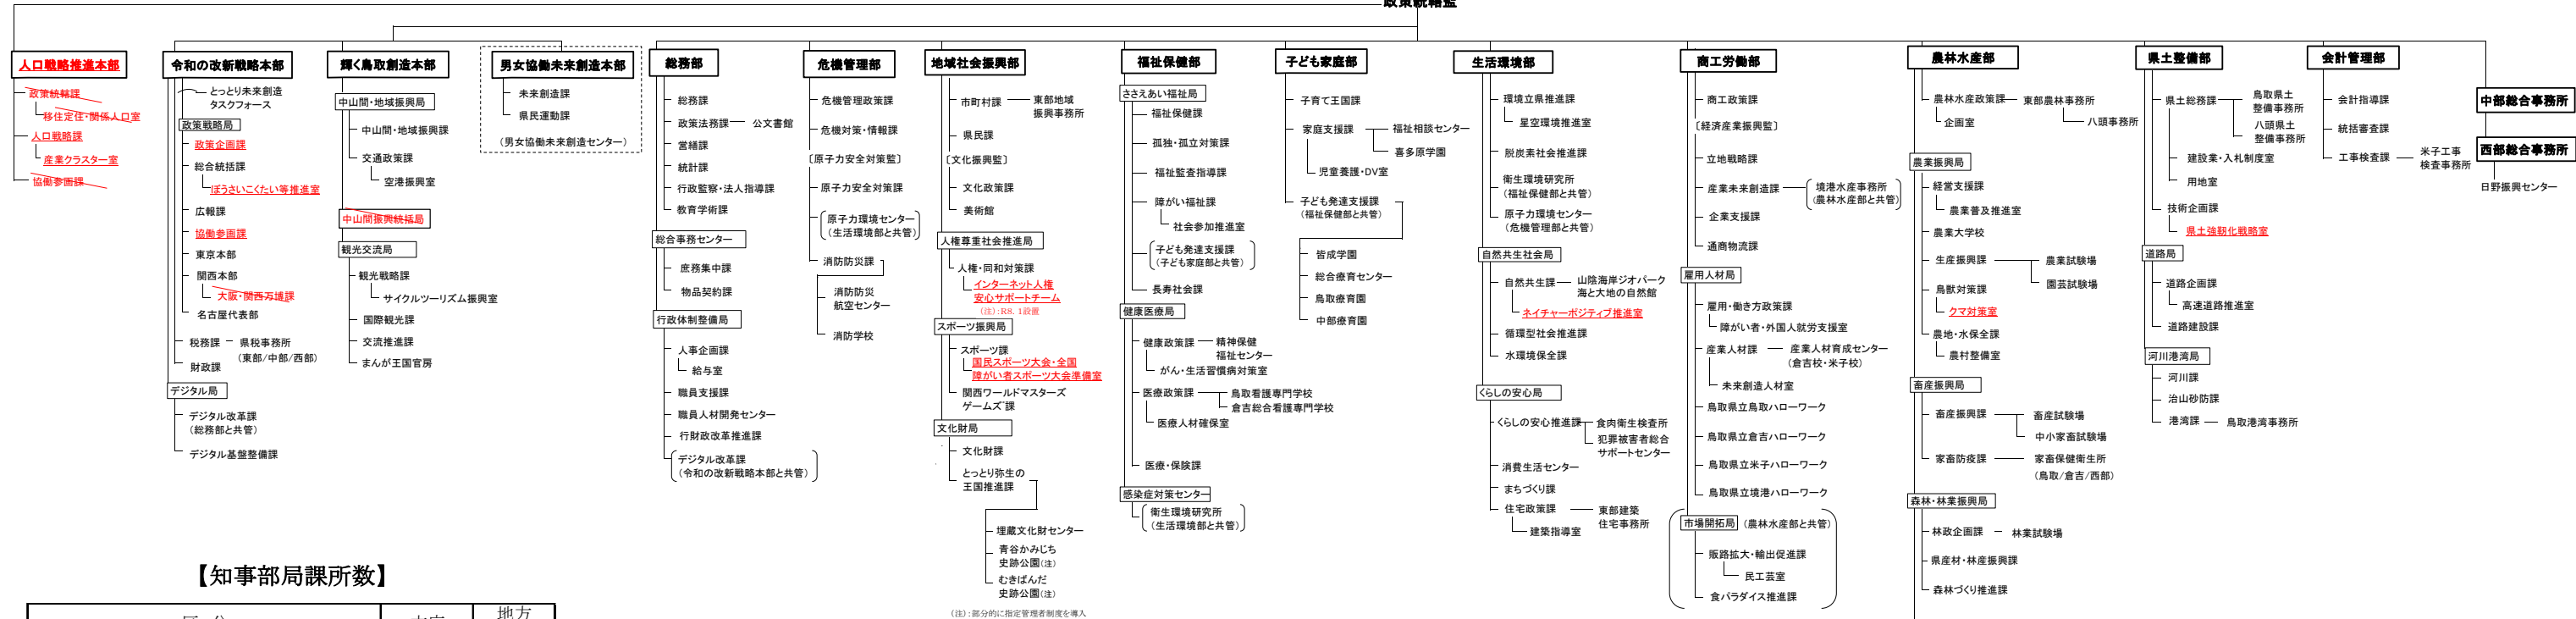 政策統轄監
人口戦略推進本部
政策統轄課
移住定住・関係人口室
人口戦略課
産業クラスター室
協働参画課
令和の改新戦略本部
とっとり未来創造
タスクフォース
政策戦略局
政策企画課
総合統括課
ぼうさいこくたい等推進室
広報課
協働参画課
東京本部
関西本部
大阪・関西万博課
名古屋代表部
税務課
県税事務所
(東部/中部/西部)
財政課
デジタル局
デジタル改革課
(総務部と共管)
デジタル基盤整備課
輝く鳥取創造本部
中山間・地域振興局
中山間・地域振興課
交通政策課
空港振興室
中山間振興統括局
観光交流局
観光戦略課
サイクルツーリズム振興室
国際観光課
交流推進課
まんが王国官房
男女協働未来創造本部
未来創造課
県民運動課
(男女協働未来創造センター)
総務部
総務課
政策法務課
公文書館
営繕課
統計課
行政監察・法人指導課
教育学術課
総合事務センター
庶務集中課
物品契約課
行政体制整備局
人事企画課
給与室
職員支援課
職員人材開発センター
行財政改革推進課
デジタル改革課
(令和の改新戦略本部と共管)
危機管理部
危機管理政策課
危機対策・情報課
〔原子力安全対策監〕
原子力安全対策課
原子力環境センター
(生活環境部と共管)
消防防災課
消防防災
航空センター
消防学校
地域社会振興部
市町村課
東部地域
振興事務所
県民課
〔文化振興監〕
文化政策課
美術館
人権尊重社会推進局
人権・同和対策課
インターネット人権
安心サポートチーム
(注):R8.1設置
スポーツ振興局
スポーツ課
国民スポーツ大会・全国
障がい者スポーツ大会準備室
関西ワールドマスターズ
ゲームズ課
文化財局
文化財課
とっとり弥生の
王国推進課
埋蔵文化財センター
青谷かみじち
史跡公園(注)
むきばんだ
史跡公園(注)
(注):部分的に指定管理者制度を導入
福祉保健部
ささえあい福祉局
福祉保健課
孤独・孤立対策課
福祉監査指導課
障がい福祉課
社会参加推進室
子ども発達支援課
(子ども家庭部と共管)
長寿社会課
健康医療局
健康政策課
精神保健
福祉センター
がん・生活習慣病対策室
医療政策課
鳥取看護専門学校
倉吉総合看護専門学校
医療人材確保室
医療・保険課
感染症対策センター
衛生環境研究所
(生活環境部と共管)
子ども家庭部
子育て王国課
家庭支援課
福祉相談センター
喜多原学園
児童養護・DV室
子ども発達支援課
(福祉保健部と共管)
皆成学園
総合療育センター
鳥取療育園
中部療育園
生活環境部
環境立県推進課
星空環境推進室
脱炭素社会推進課
衛生環境研究所
(福祉保健部と共管)
原子力環境センター
(危機管理部と共管)
自然共生社会局
自然共生課
山陰海岸ジオパーク
海と大地の自然館
ネイチャーポジティブ推進室
循環型社会推進課
水環境保全課
くらしの安心局
くらしの安心推進課
食肉衛生検査所
犯罪被害者総合
サポートセンター
消費生活センター
まちづくり課
住宅政策課
東部建築
住宅事務所
建築指導室
商工労働部
商工政策課
〔経済産業振興監〕
立地戦略課
産業未来創造課
境港水産事務所
(農林水産部と共管)
企業支援課
通商物流課
雇用人材局
雇用・働き方政策課
障がい者・外国人就労支援室
産業人材課
産業人材育成センター
(倉吉校・米子校)
未来創造人材室
鳥取県立鳥取ハローワーク
鳥取県立倉吉ハローワーク
鳥取県立米子ハローワーク
鳥取県立境港ハローワーク
市場開拓局
(農林水産部と共管)
販路拡大・輸出促進課
民工芸室
食パラダイス推進課
農林水産部
農林水産政策課
東部農林事務所
企画室
八頭事務所
農業振興局
経営支援課
農業普及推進室
農業大学校
生産振興課
農業試験場
園芸試験場
鳥獣対策課
クマ対策室
農地・水保全課
農村整備室
畜産振興局
畜産振興課
畜産試験場
中小家畜試験場
家畜防疫課
家畜保健衛生所
(鳥取/倉吉/西部)
森林・林業振興局
林政企画課
林業試験場
県産材・林産振興課
森林づくり推進課
県土整備部
県土総務課
鳥取県土
整備事務所
八頭県土
整備事務所
建設業・入札制度室
用地室
技術企画課
県土強靭化戦略室
道路局
道路企画課
高速道路推進室
道路建設課
河川港湾局
河川課
治山砂防課
港湾課
鳥取港湾事務所
会計管理部
会計指導課
統括審査課
工事検査課
米子工事
検査事務所
中部総合事務所
西部総合事務所
日野振興センター
【知事部局課所数】
地方